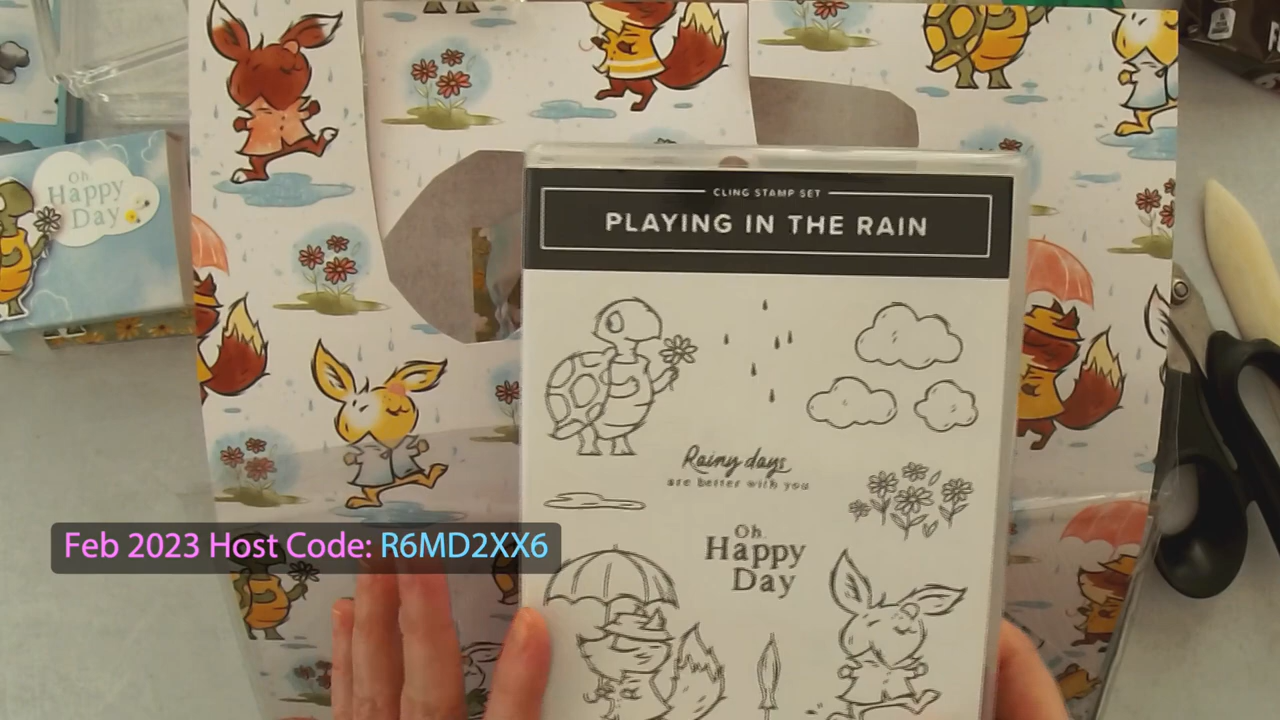 Oh,
Happy
Day
CLING STAMP SET
PLAYING IN THE RAIN
Rainy days
are better with you
Oh,
Happy
Day
Feb 2023 Host Code: R6MD2XX6